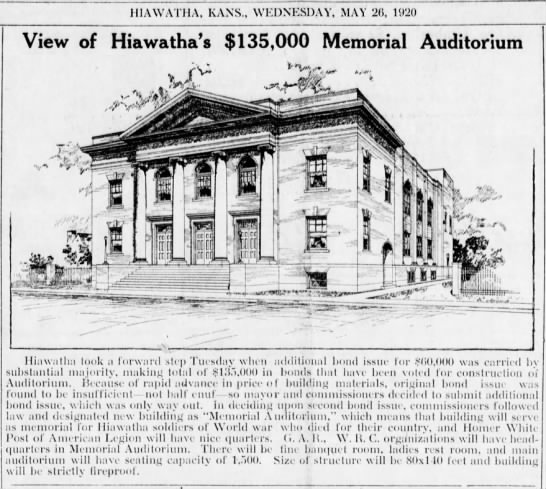 HIAWATHA, KANS., WEDNESDAY, MAY 26, 1920
View of Hiawatha's $135,000 Memorial Auditorium
Hiawatha took a forward step Tuesday when additional bond issue for $60,000 was carried by
substantial majority, making total of $135,000 in bonds that have been voted for construction of
Auditorium. Because of rapid advance in price of building materials, original bond issue was
found to be insufficient—not half enuf—so mayor and commissioners decided to submit additional
bond issue, which was only way out. In deciding upon second bond issue, commissioners followed
law and designated new building as "Memorial Auditorium," which means that building will serve
as memorial for Hiawatha soldiers of World war who died for their country, and Homer White
Post of American Legion will have nice quarters. G. A. R., W. R. C. organizations will have head-
quarters in Memorial Auditorium. There will be fine banquet room, ladies rest room, and main
auditorium will have seating capacity of 1,500. Size of structure will be 80x140 feet and building
will be strictly fireproof.